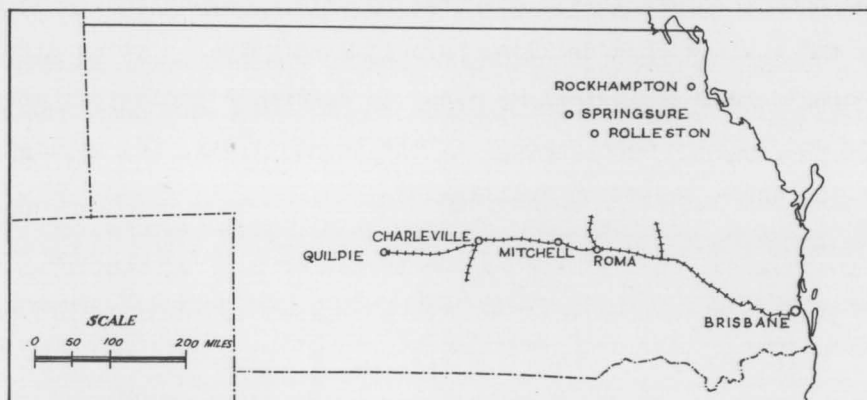 ROCKHAMPTON
SPRINGSURE
ROLLESTON
CHARLEVILLE
QUILPIE
MITCHELL
ROMA
BRISBANE
SCALE
0 50 100 200 MILES